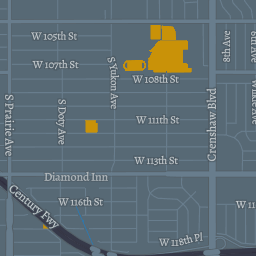 W 105th St
8th Ave
W 107th St
S Yukon Ave
W 108th St
S Prairie Ave
S Doty Ave
W 111th St
Crenshaw Blvd
W 113th St
Diamond Inn
Century Fwy
W 116th St
W 11
W 118th Pl